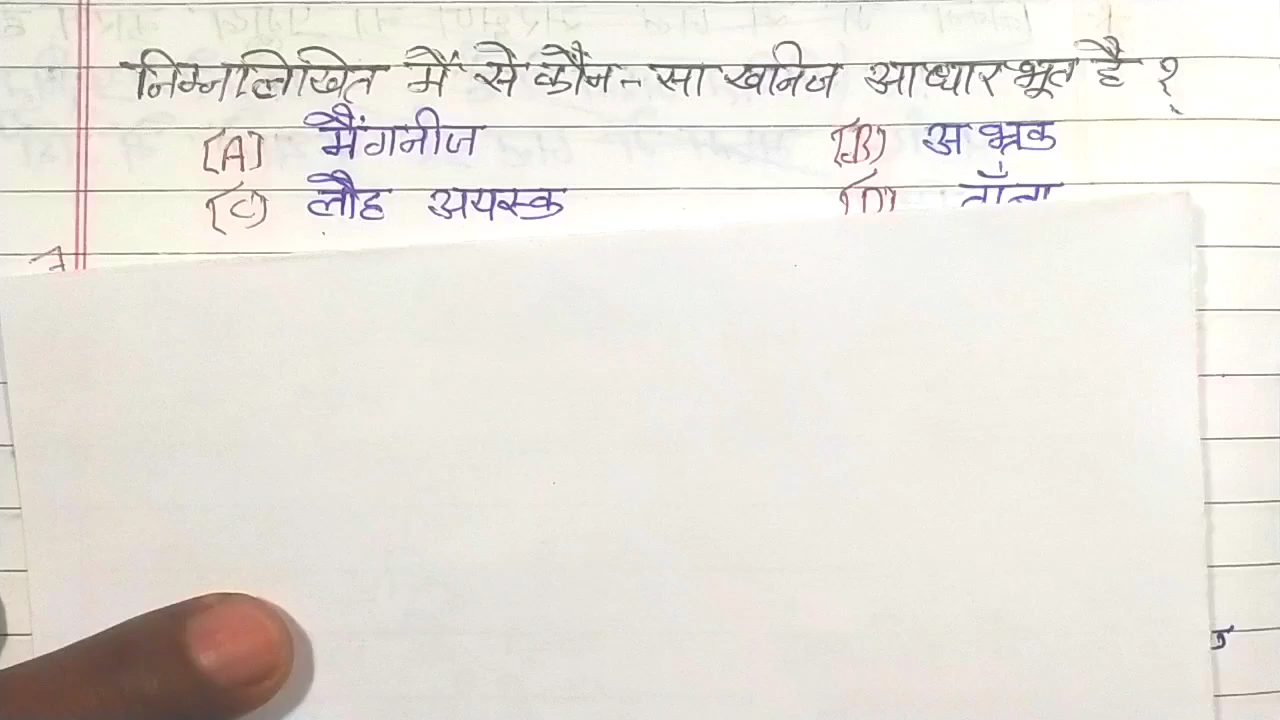 निम्नलिखित में से कौन-सा खनिज आधारभूत है ?
(A) मैंगनीज (B) अभ्रक
(C) लौह अयस्क